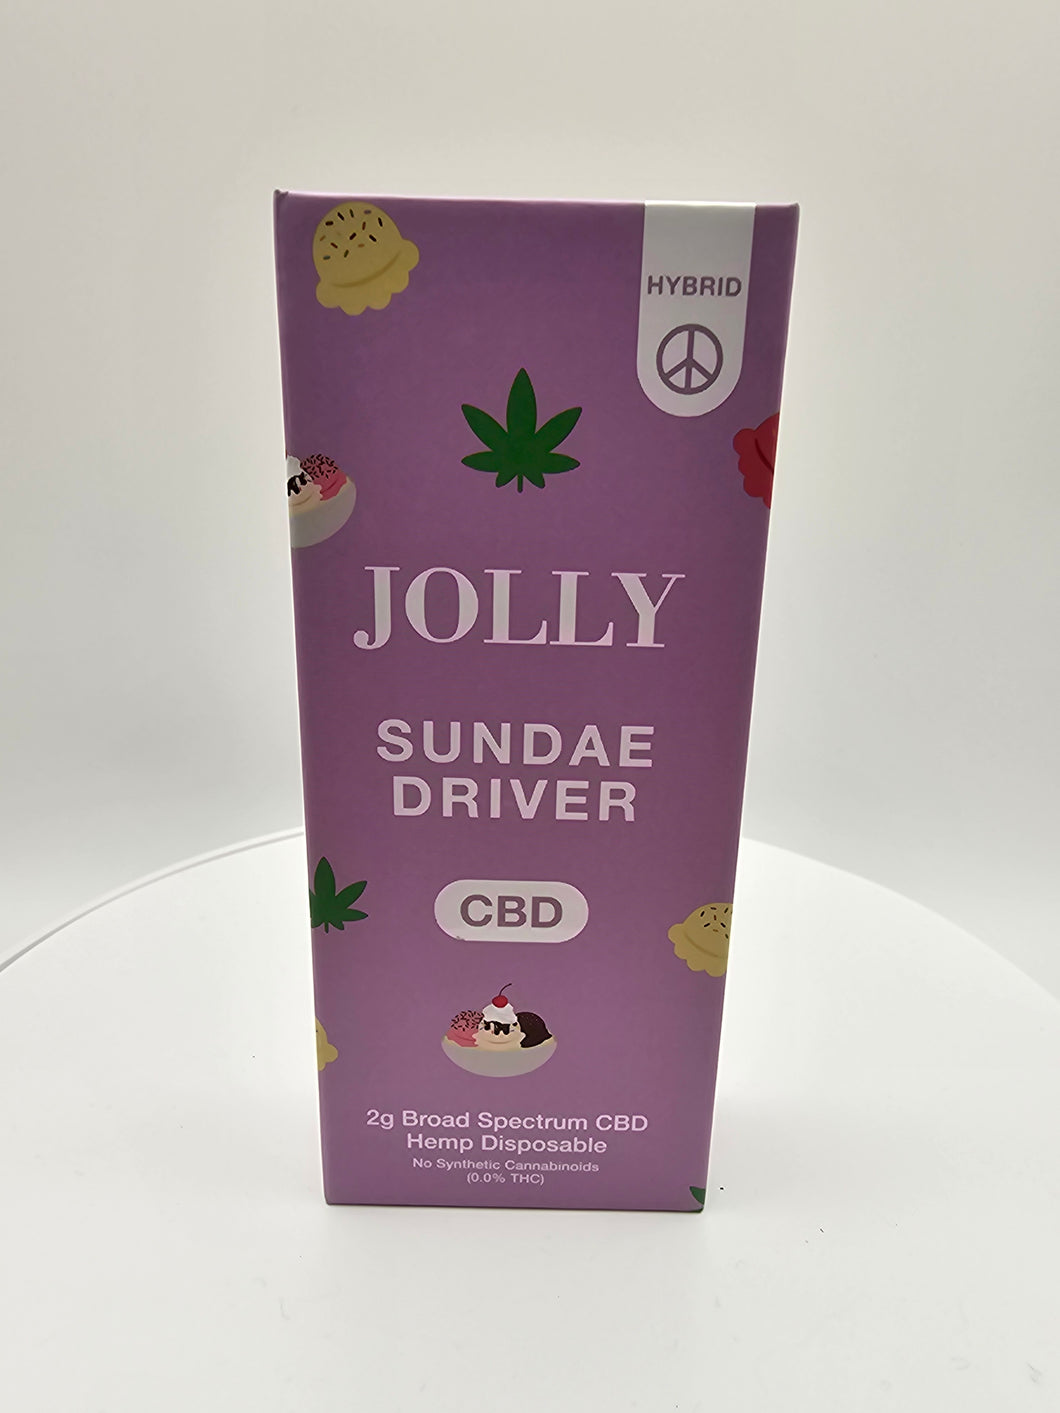 HYBRID
JOLLY
SUNDAE
DRIVER
CBD
2g Broad Spectrum CBD
Hemp Disposable
No Synthetic Cannabinoids
(0.0% THC)